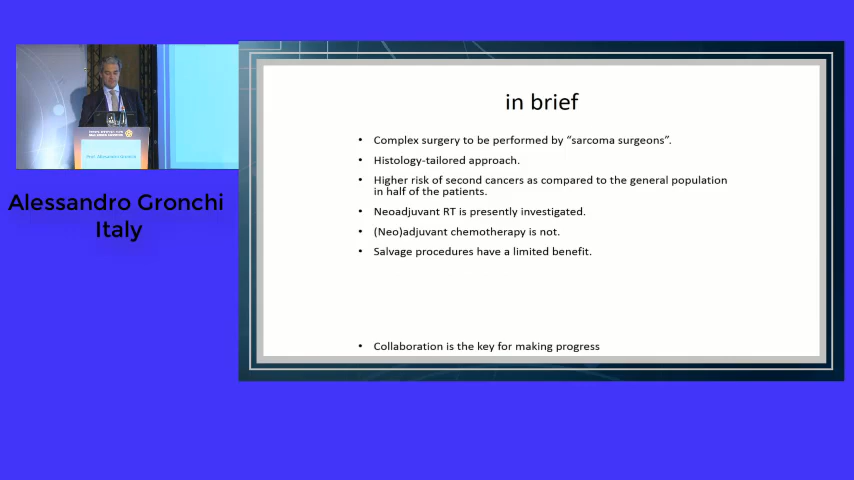 Alessandro Gronchi
Italy
in brief
• Complex surgery to be performed by “sarcoma surgeons”.
• Histology-tailored approach.
• Higher risk of second cancers as compared to the general population
in half of the patients.
• Neoadjuvant RT is presently investigated.
• (Neo)adjuvant chemotherapy is not.
• Salvage procedures have a limited benefit.
• Collaboration is the key for making progress